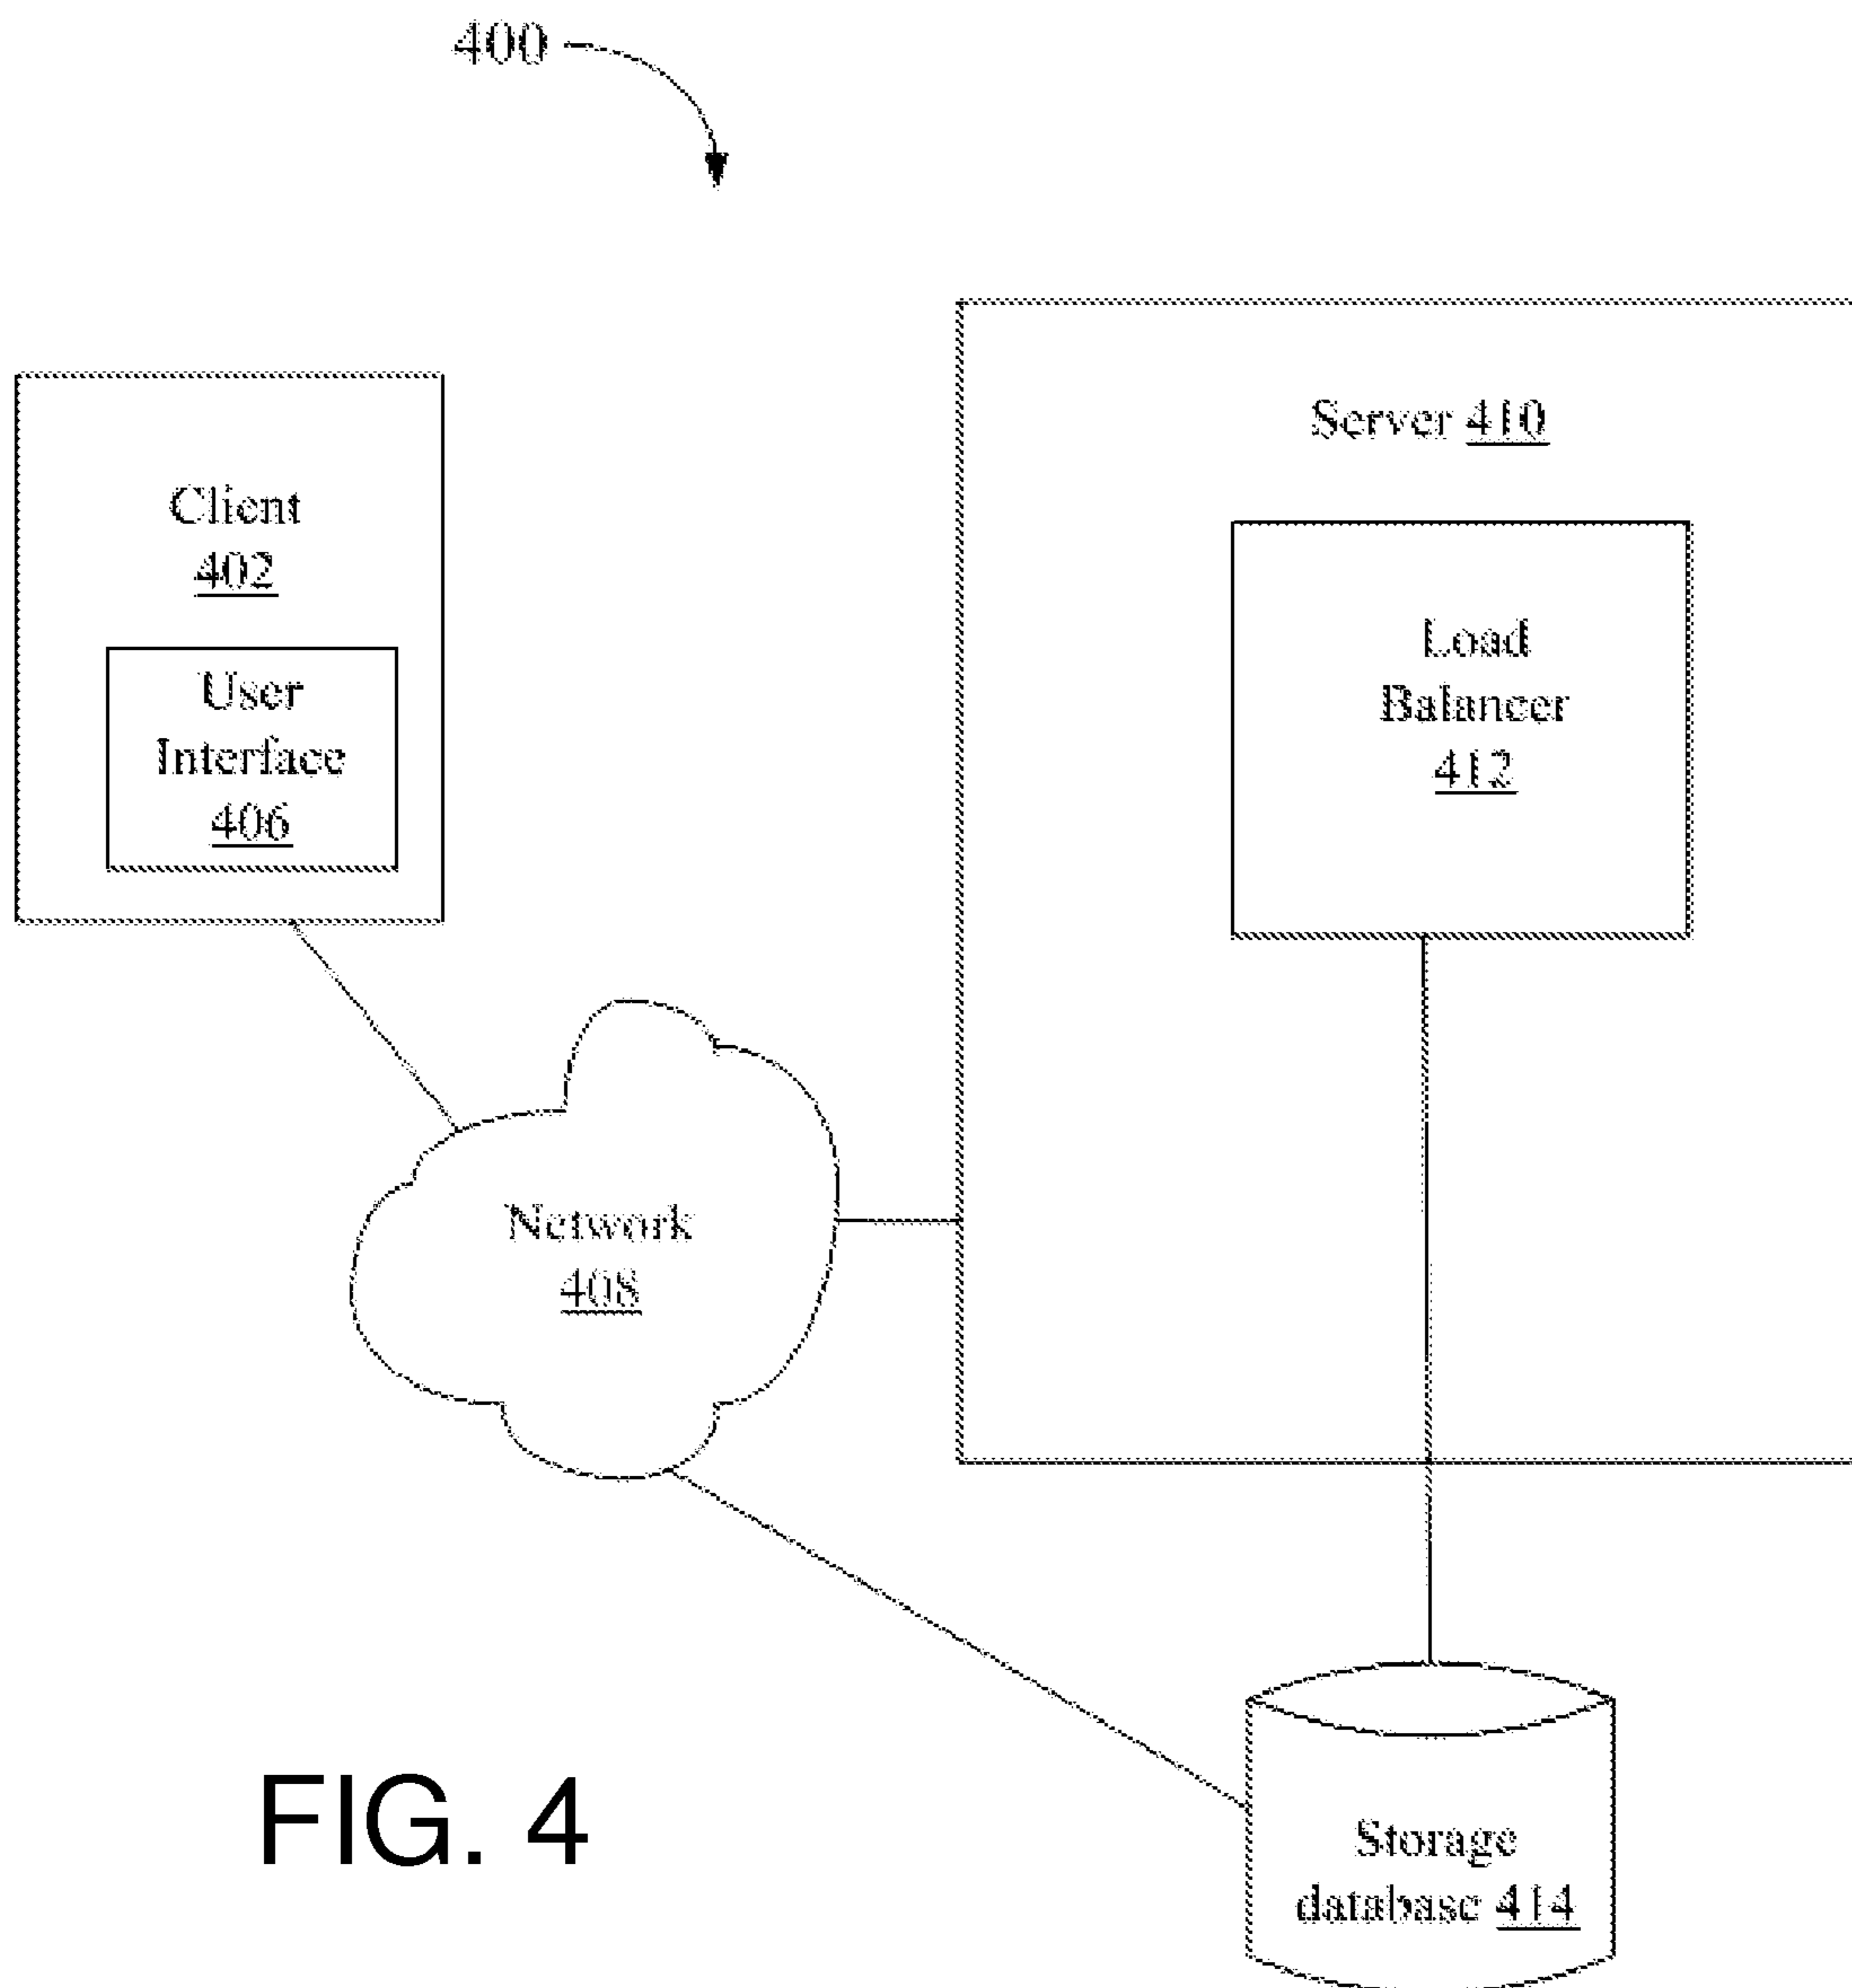 400
Server 410
Client
402
User
Interface
406
Load
Balancer
412
Network
408
FIG. 4
Storage
database 414